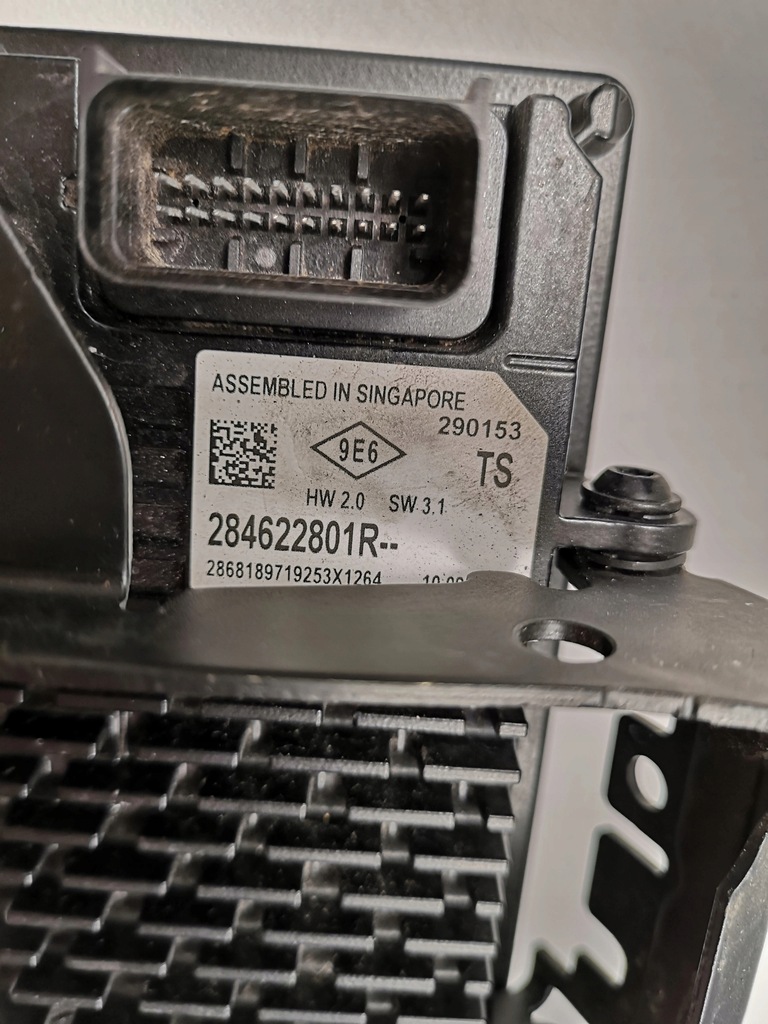 ASSEMBLED IN SINGAPORE
290153
9E6
TS
HW 2.0 SW 3.1
284622801R--
2868189719253X1264